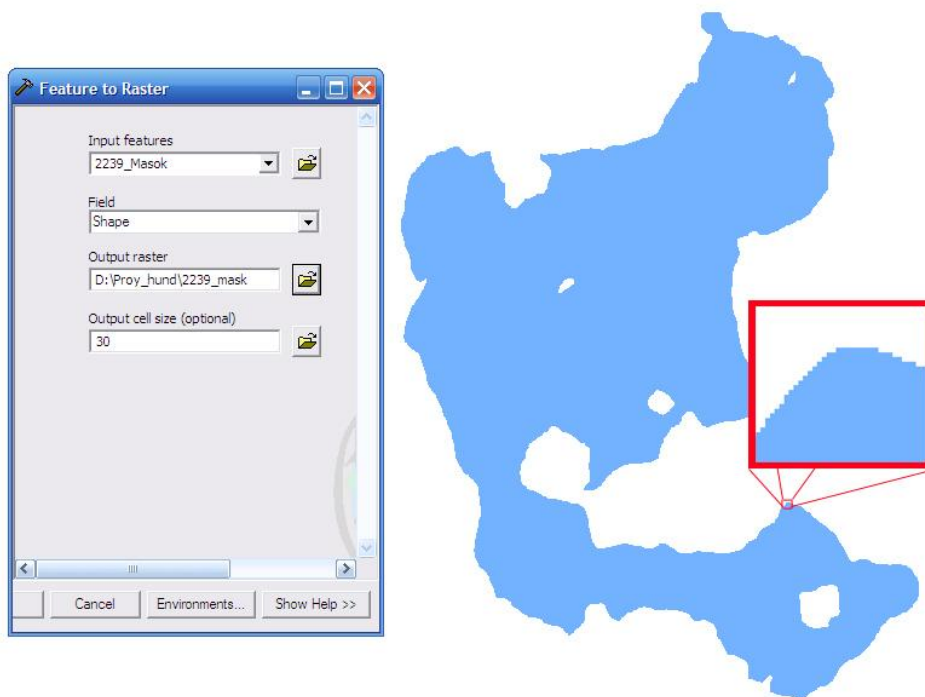 Feature to Raster
Input features
2239_Masok
Field
Shape
Output raster
D:\Proy_hund\2239_mask
Output cell size (optional)
30
Cancel
Environments...
Show Help >>